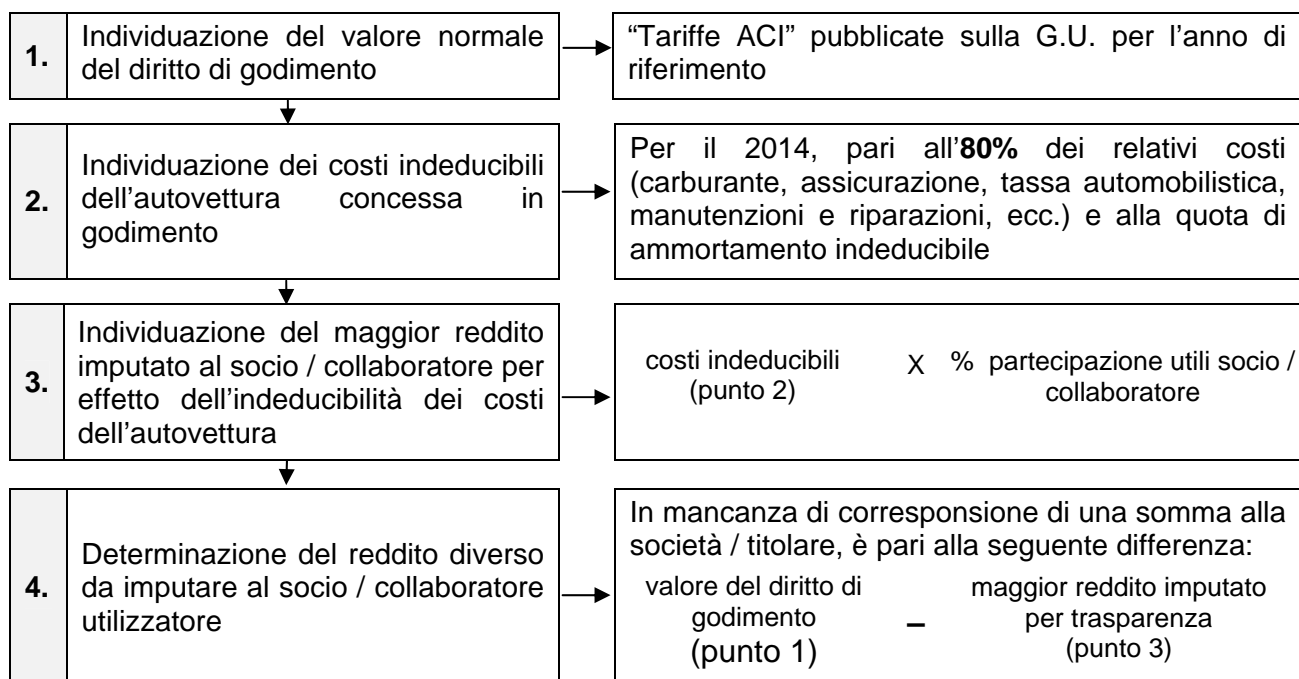 1.
Individuazione del valore normale
del diritto di godimento
“Tariffe ACI” pubblicate sulla G.U. per l’anno di
riferimento
2.
Individuazione dei costi indeducibili
dell’autovettura concessa in
godimento
Per il 2014, pari all’80% dei relativi costi
(carburante, assicurazione, tassa automobilistica,
manutenzioni e riparazioni, ecc.) e alla quota di
ammortamento indeducibile
3.
Individuazione del maggior reddito
imputato al socio / collaboratore per
effetto dell’indeducibilità dei costi
dell’autovettura
costi indeducibili X % partecipazione utili socio /
(punto 2) collaboratore
4.
Determinazione del reddito diverso
da imputare al socio / collaboratore
utilizzatore
In mancanza di corresponsione di una somma alla
società / titolare, è pari alla seguente differenza:
valore del diritto di
godimento
(punto 1)
–
maggior reddito imputato
per trasparenza
(punto 3)